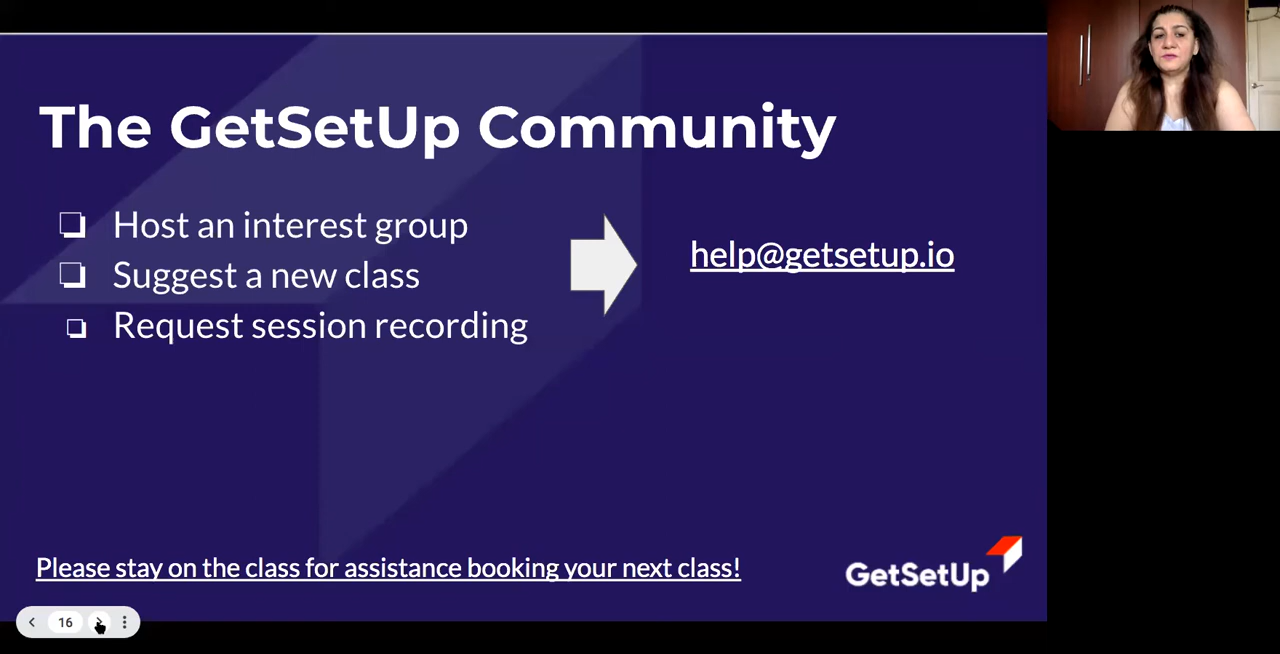 The GetSetUp Community
Host an interest group
Suggest a new class
Request session recording
help@getsetup.io
Please stay on the class for assistance booking your next class!
GetSetUp
16